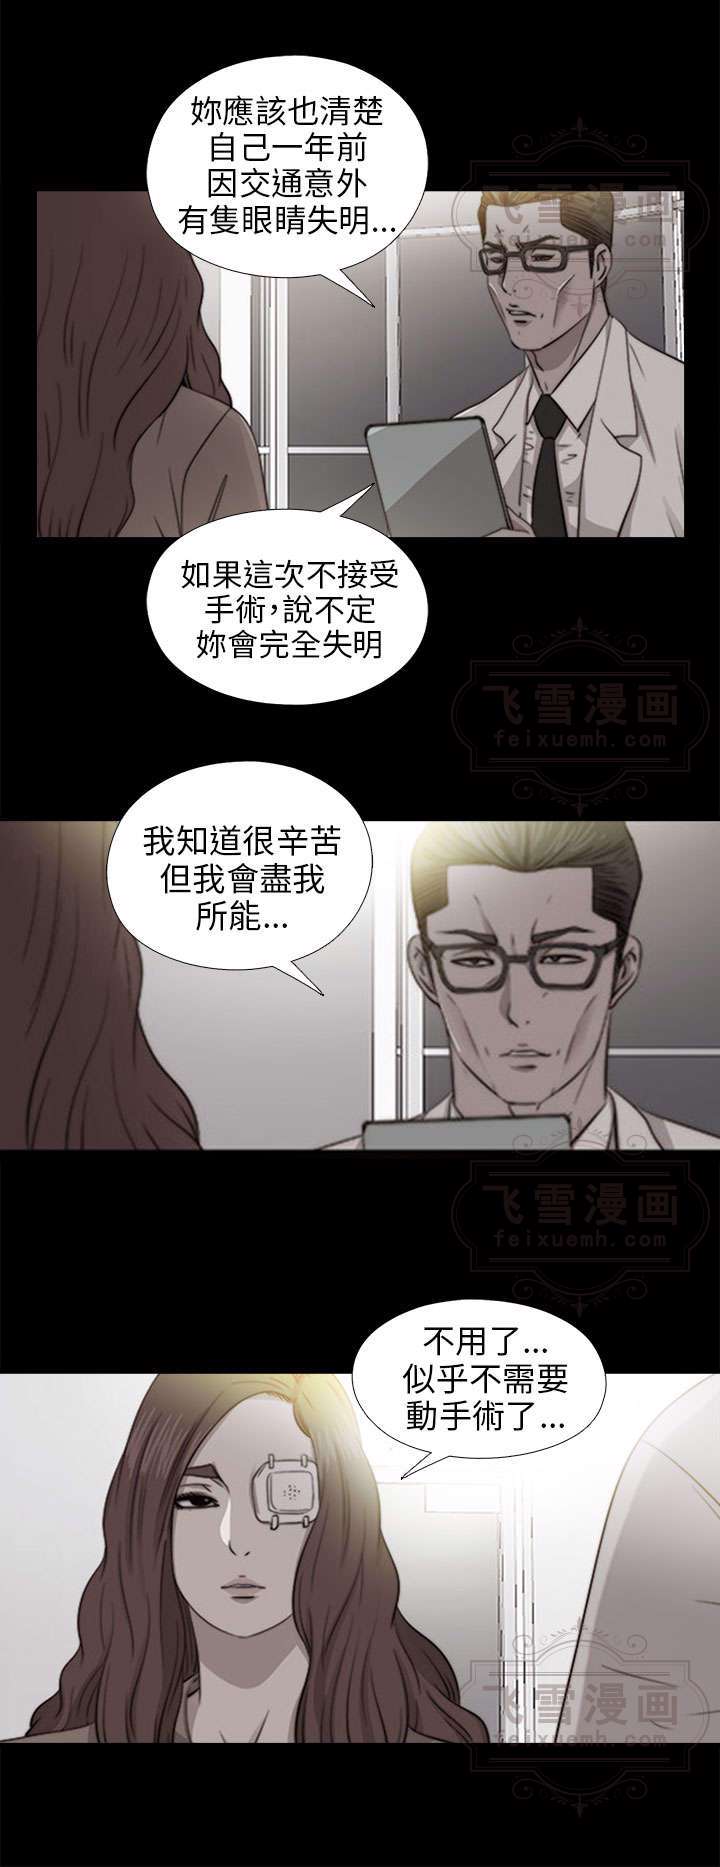 妳應該也清楚
自己一年前
因交通意外
有隻眼睛失明...
飞雪漫画
feixuemh.com
如果這次不接受
手術，說不定
妳會完全失明
飞雪漫画
feixuemh.com
我知道很辛苦
但我會盡我
所能...
飞雪漫画
feixuemh.com
不用了...
似乎不需要
動手術了...
飞雪漫画
feixuemh.com